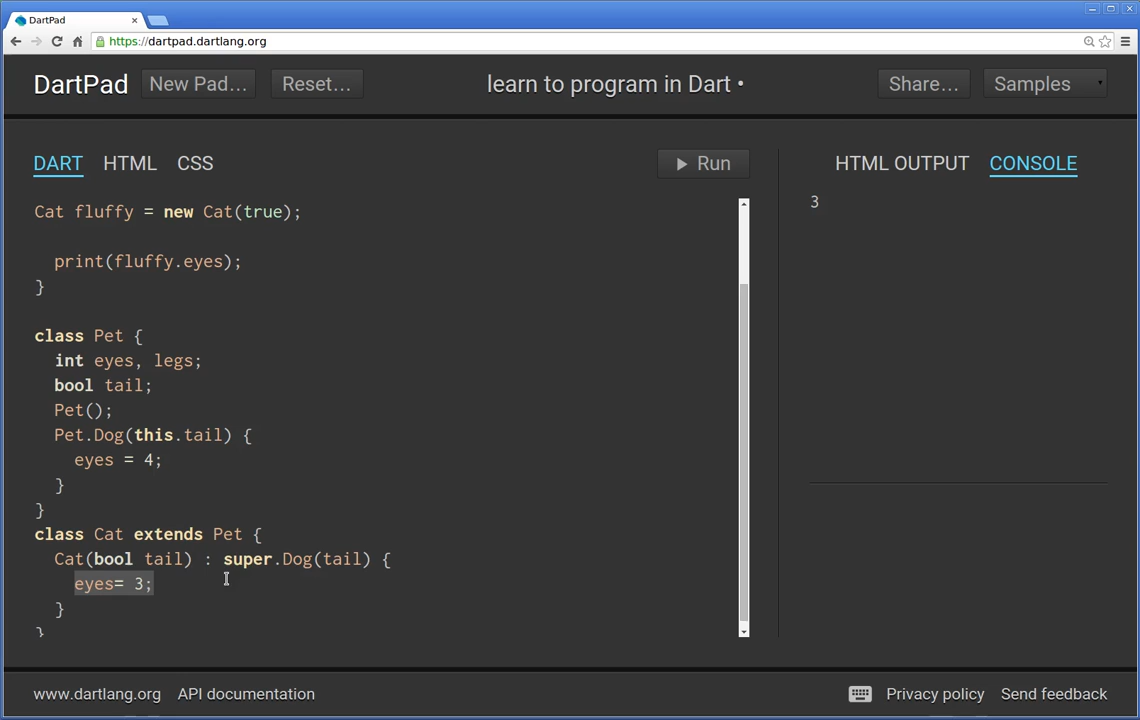 DartPad
https://dartpad.dartlang.org
DartPad New Pad... Reset... learn to program in Dart • Share... Samples
DART HTML CSS Run HTML OUTPUT CONSOLE
Cat fluffy = new Cat(true);
print(fluffy.eyes);
}
class Pet {
int eyes, legs;
bool tail;
Pet();
Pet.Dog(this.tail) {
eyes = 4;
}
}
class Cat extends Pet {
Cat(bool tail) : super.Dog(tail) {
eyes= 3;
}
}
3
www.dartlang.org API documentation Privacy policy Send feedback